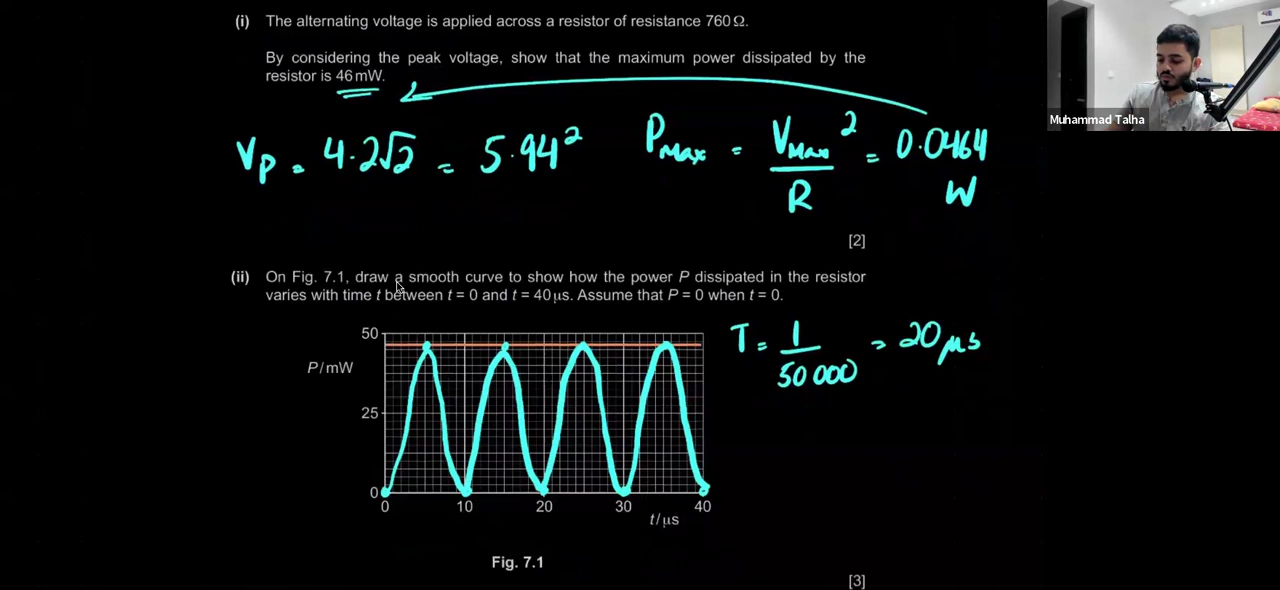 (i) The alternating voltage is applied across a resistor of resistance 760 Ω.
By considering the peak voltage, show that the maximum power dissipated by the
resistor is 46 mW.
Muhammad Talha
Vp = 4.2√2 = 5.94²
PMax = VMax² / R = 0.0464 W
[2]
(ii) On Fig. 7.1, draw a smooth curve to show how the power P dissipated in the resistor
varies with time t between t = 0 and t = 40 μs. Assume that P = 0 when t = 0.
50
P / mW
25
0
0 10 20 30 40
t / μs
T = 1 / 50 000 = 20 μs
Fig. 7.1
[3]